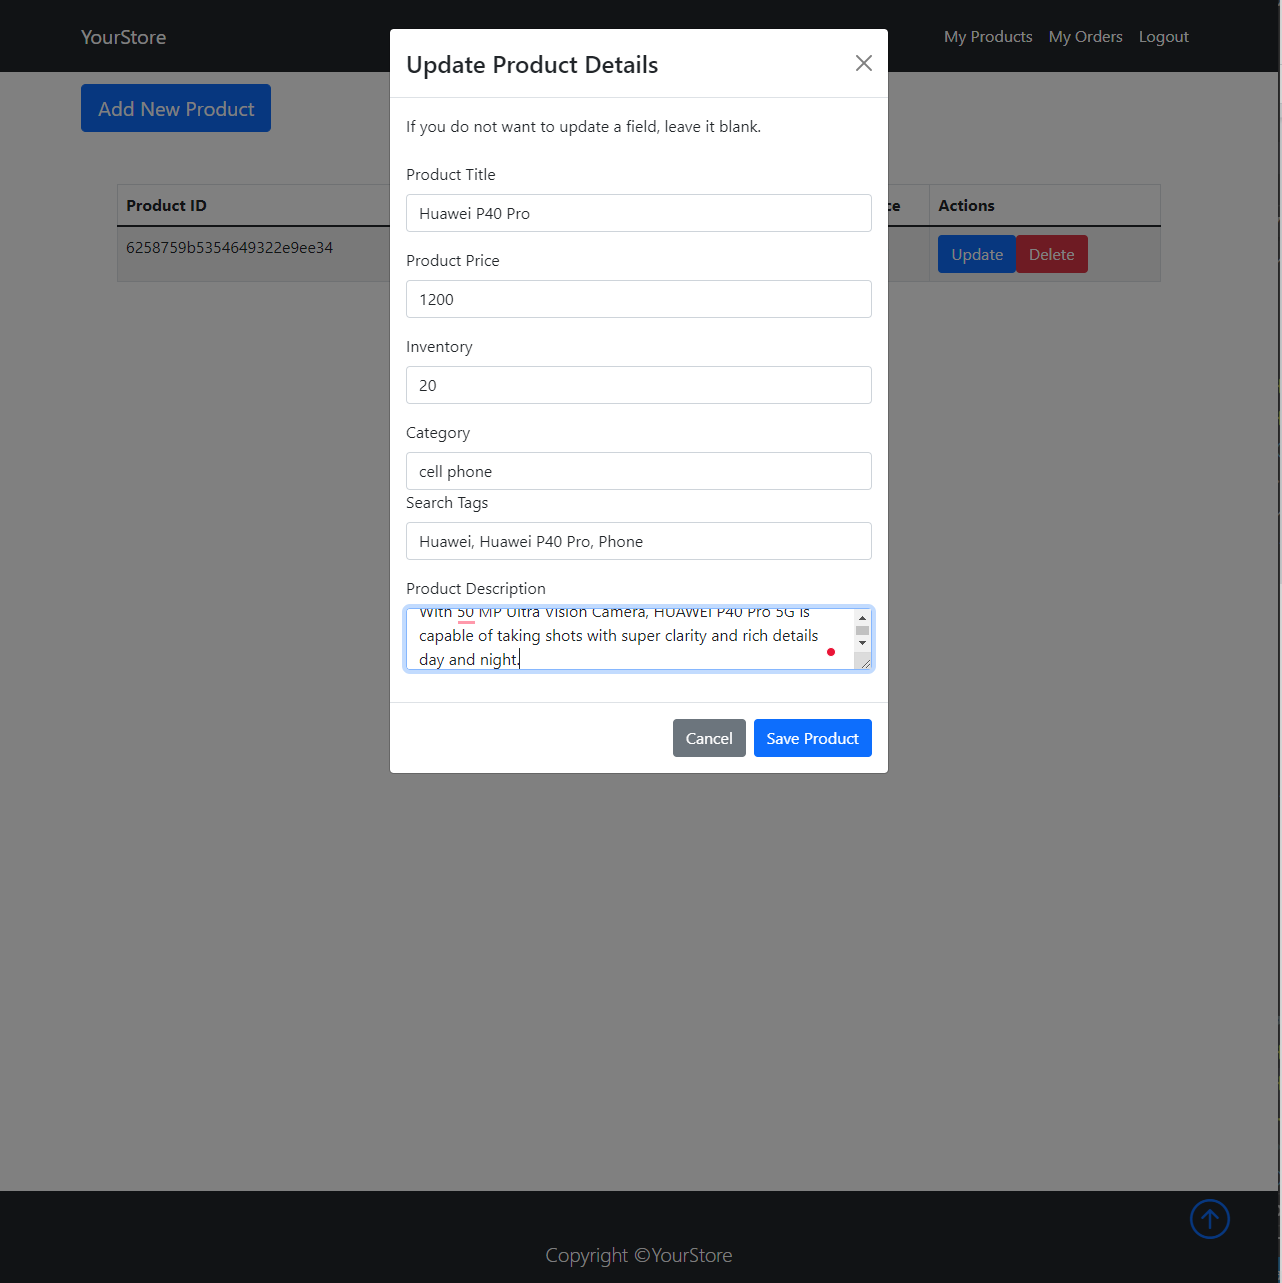 YourStore
My Products My Orders Logout
Add New Product
Product ID
ce
Actions
6258759b5354649322e9ee34
Update Delete
Update Product Details
If you do not want to update a field, leave it blank.
Product Title
Huawei P40 Pro
Product Price
1200
Inventory
20
Category
cell phone
Search Tags
Huawei, Huawei P40 Pro, Phone
Product Description
With 50 MP Ultra Vision Camera, HUAWEI P40 Pro 5G is
capable of taking shots with super clarity and rich details
day and night.
Cancel Save Product
Copyright ©YourStore